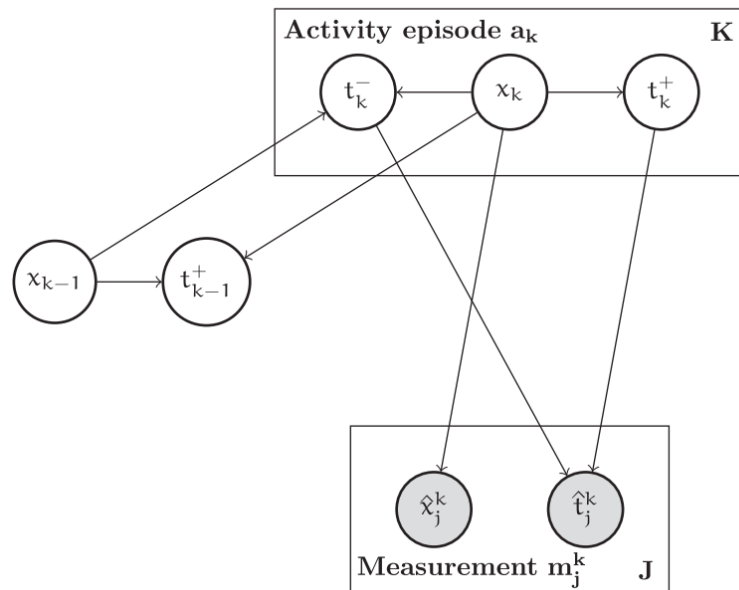 Activity episode a_k K
t_k^- x_k t_k^+
x_{k−1} t_{k−1}^+
x̂_j^k t̂_j^k
Measurement m_j^k J